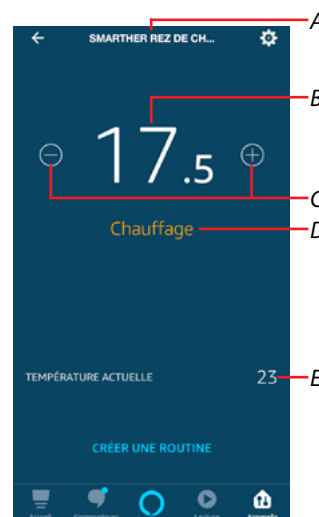 SMARTHER REZ DE CH...
A
B
17.5
C
Chauffage
D
TEMPÉRATURE ACTUELLE 23
E
CRÉER UNE ROUTINE